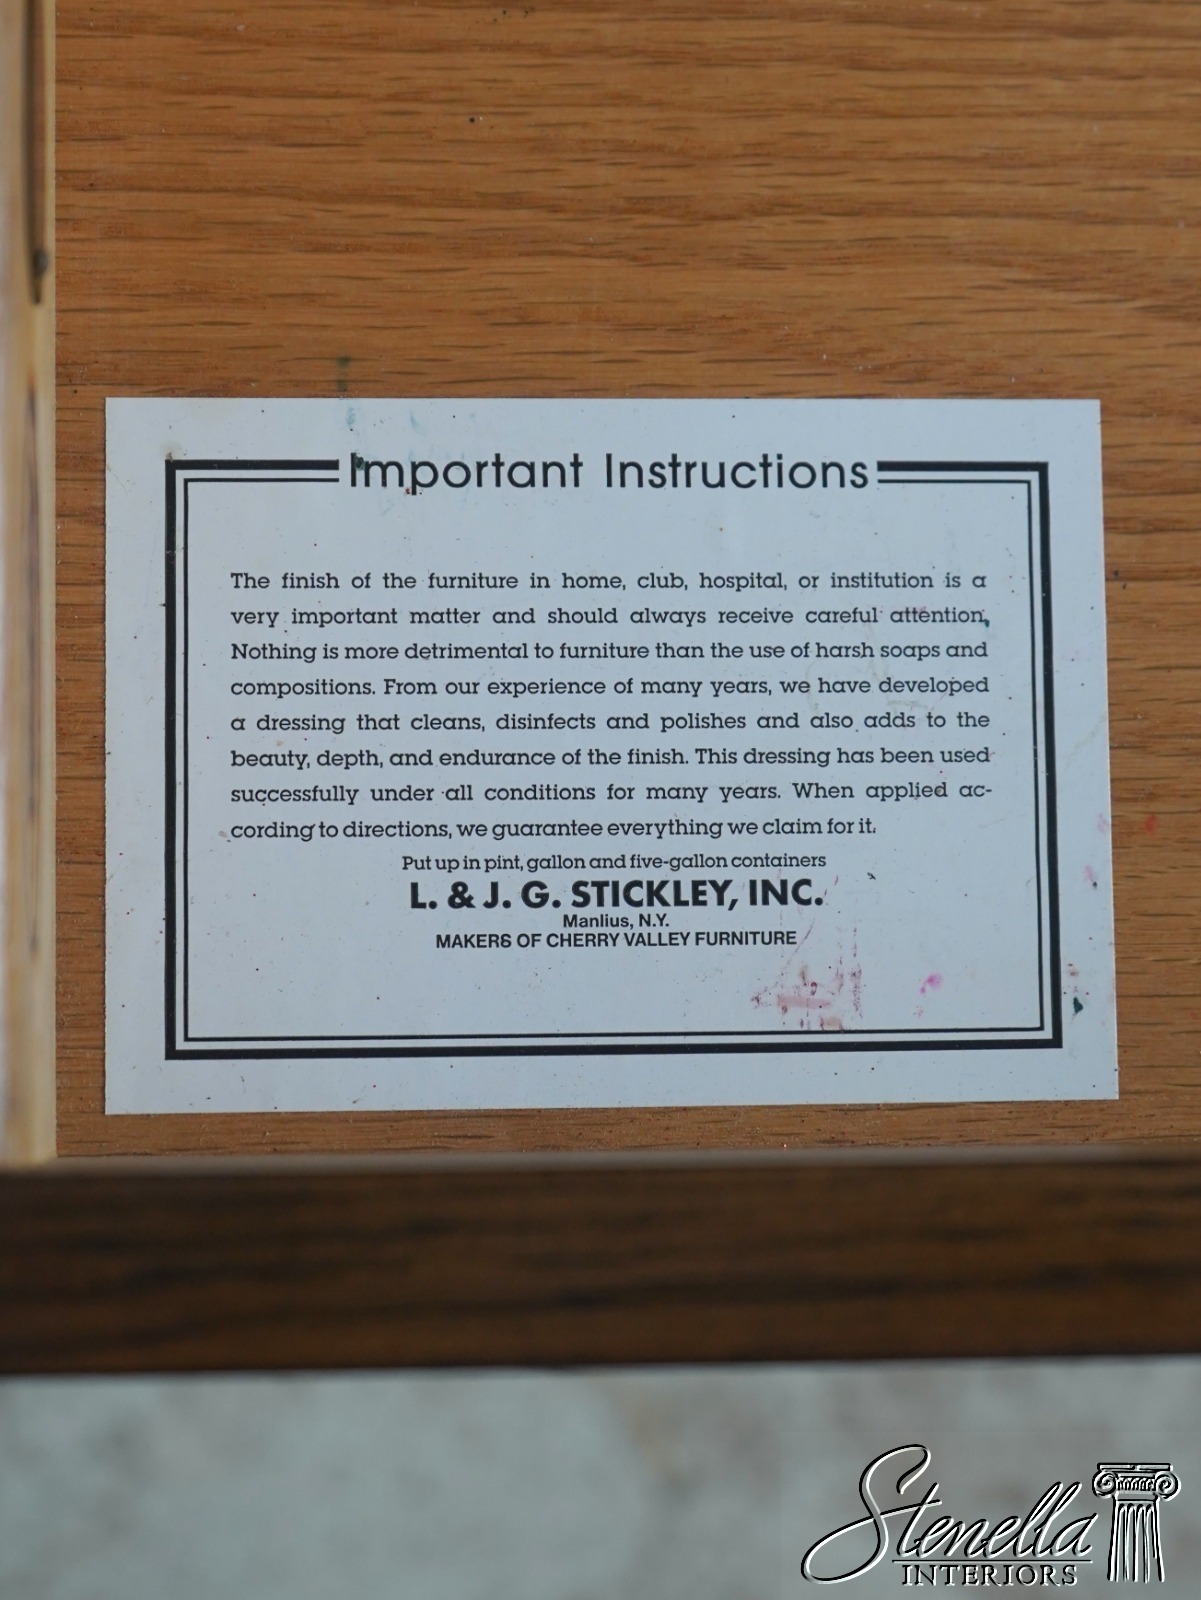 Important Instructions
The finish of the furniture in home, club, hospital, or institution is a
very important matter and should always receive careful attention,
Nothing is more detrimental to furniture than the use of harsh soaps and
compositions. From our experience of many years, we have developed
a dressing that cleans, disinfects and polishes and also adds to the
beauty, depth, and endurance of the finish. This dressing has been used
successfully under all conditions for many years. When applied ac-
cording to directions, we guarantee everything we claim for it.
Put up in pint, gallon and five-gallon containers
L. & J. G. STICKLEY, INC.
Manlius, N.Y.
MAKERS OF CHERRY VALLEY FURNITURE
Stenella
INTERIORS